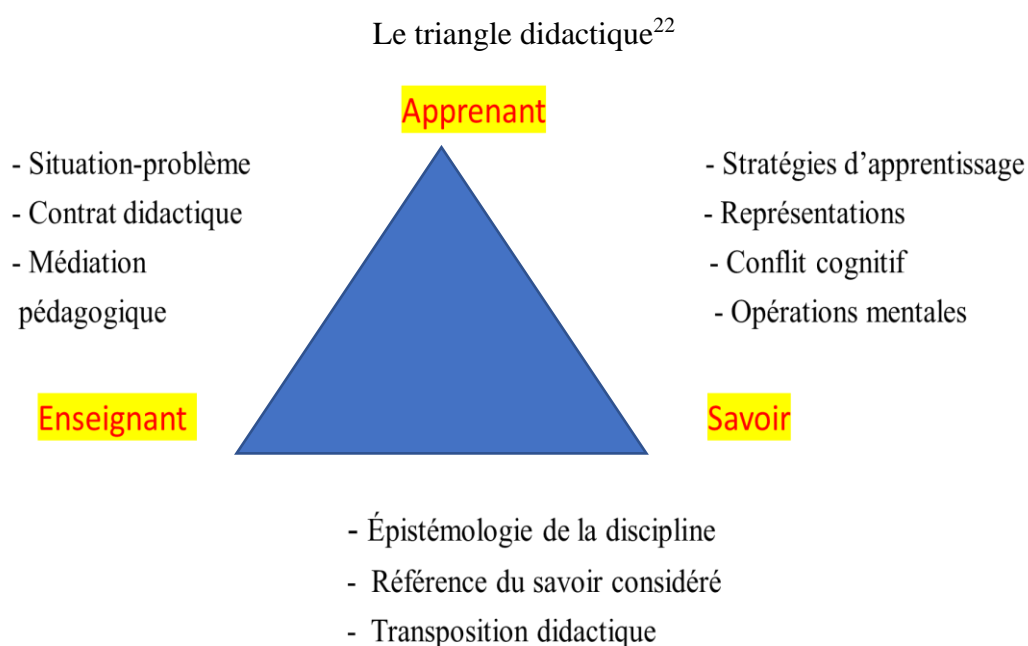 Le triangle didactique22
Apprenant
- Situation-problème
- Contrat didactique
- Médiation
pédagogique
- Stratégies d'apprentissage
- Représentations
- Conflit cognitif
- Opérations mentales
Enseignant
Savoir
- Épistémologie de la discipline
- Référence du savoir considéré
- Transposition didactique